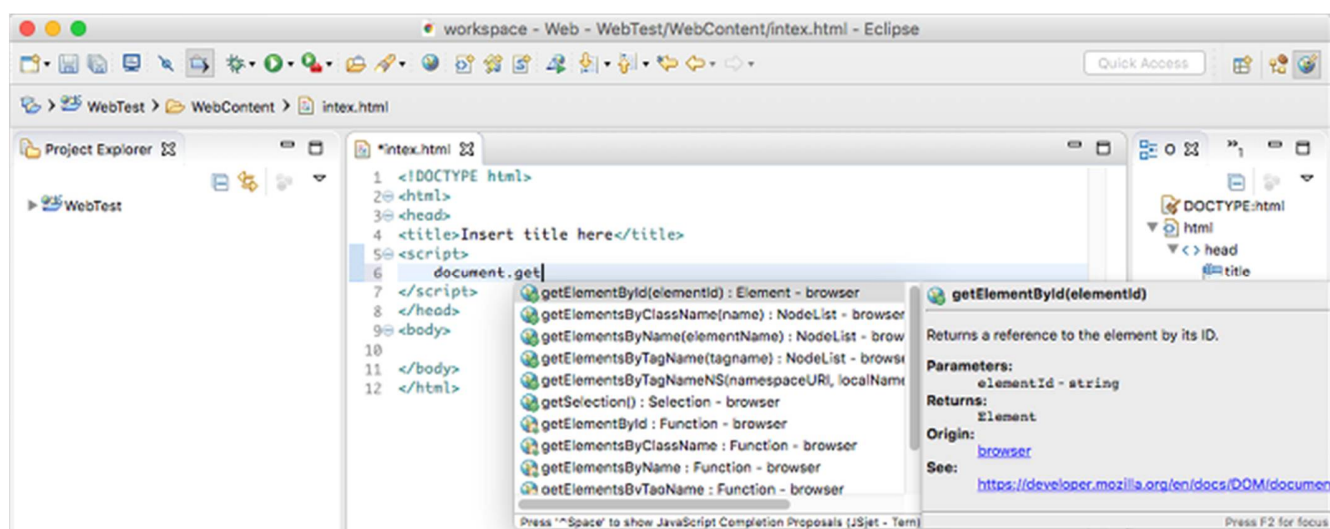 workspace - Web - WebTest/WebContent/intex.html - Eclipse
Quick Access
WebTest > WebContent > intex.html
Project Explorer
*intex.html
O
»1
WebTest
1 <!DOCTYPE html>
2 <html>
3 <head>
4 <title>Insert title here</title>
5 <script>
6 document.get
7 </script>
8 </head>
9 <body>
10
11 </body>
12 </html>
DOCTYPE:html
html
head
title
getElementById(elementId) : Element - browser
getElementsByClassName(name) : NodeList - browser
getElementsByName(elementName) : NodeList - brow
getElementsByTagName(tagname) : NodeList - browse
getElementsByTagNameNS(namespaceURI, localName
getSelection() : Selection - browser
getElementById : Function - browser
getElementsByClassName : Function - browser
getElementsByName : Function - browser
getElementsByTagName : Function - browser
Press '^Space' to show JavaScript Completion Proposals (JSjet - Tern)
getElementById(elementId)
Returns a reference to the element by its ID.
Parameters:
elementId - string
Returns:
Element
Origin:
browser
See:
https://developer.mozilla.org/en/docs/DOM/documen
Press F2 for focus